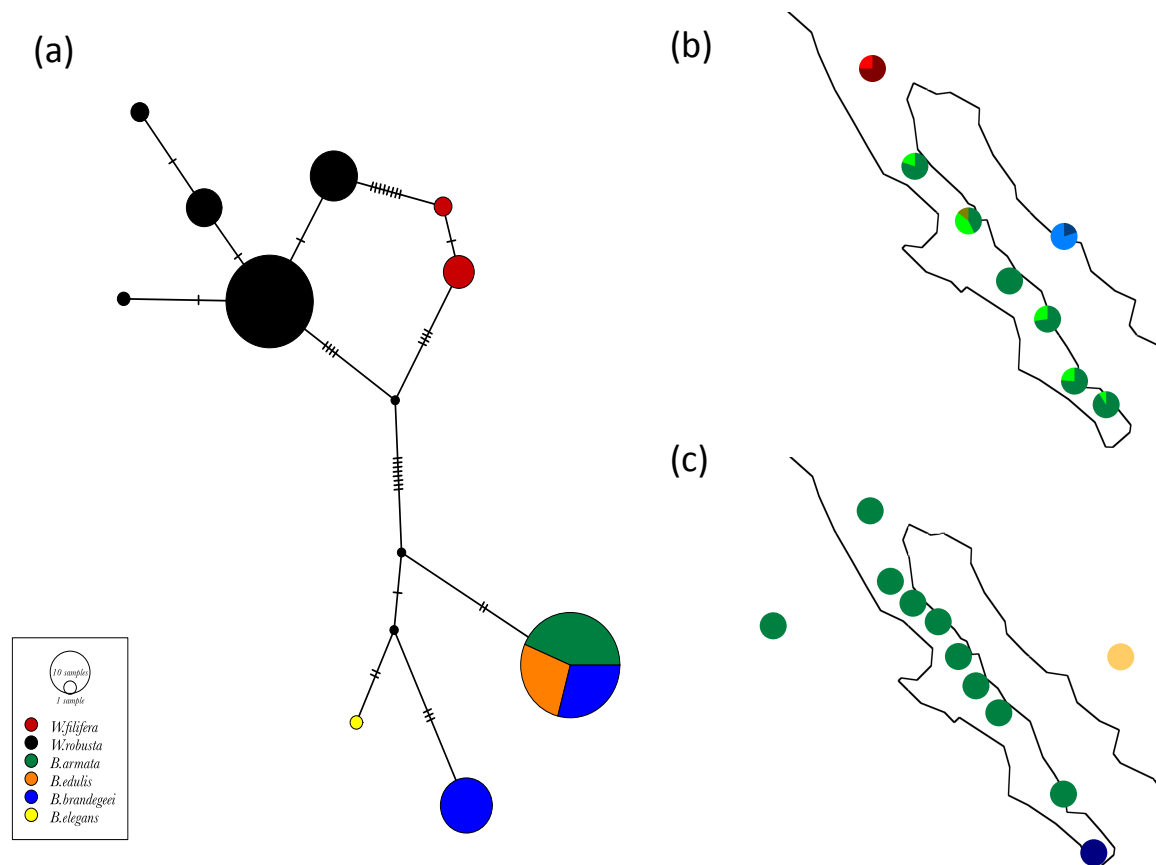 (a)
(b)
(c)
10 samples
1 sample
W.filifera
W.robusta
B.armata
B.edulis
B.brandegeei
B.elegans